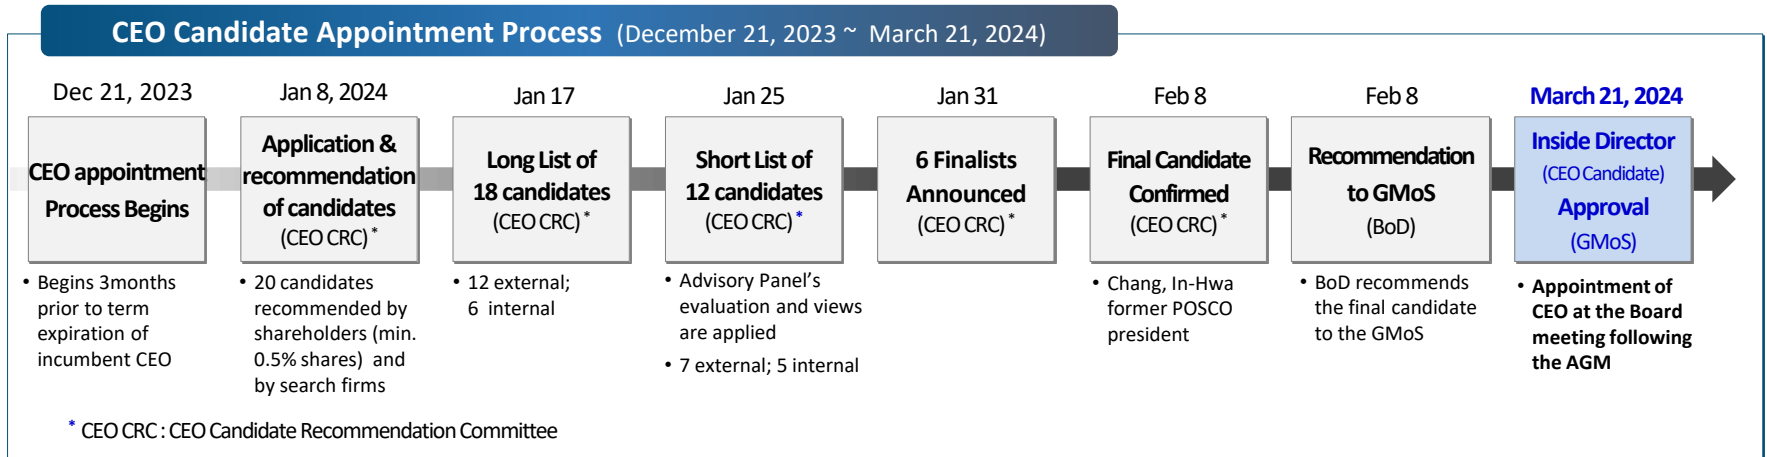 CEO Candidate Appointment Process (December 21, 2023 ~ March 21, 2024)
Dec 21, 2023
CEO appointment
Process Begins
• Begins 3months
prior to term
expiration of
incumbent CEO
Jan 8, 2024
Application &
recommendation
of candidates
(CEO CRC) *
• 20 candidates
recommended by
shareholders (min.
0.5% shares) and
by search firms
Jan 17
Long List of
18 candidates
(CEO CRC) *
• 12 external;
6 internal
Jan 25
Short List of
12 candidates
(CEO CRC) *
• Advisory Panel's
evaluation and views
are applied
• 7 external; 5 internal
Jan 31
6 Finalists
Announced
(CEO CRC) *
Feb 8
Final Candidate
Confirmed
(CEO CRC) *
• Chang, In-Hwa
former POSCO
president
Feb 8
Recommendation
to GMoS
(BoD)
• BoD recommends
the final candidate
to the GMoS
March 21, 2024
Inside Director
(CEO Candidate)
Approval
(GMoS)
• Appointment of
CEO at the Board
meeting following
the AGM
* CEO CRC : CEO Candidate Recommendation Committee